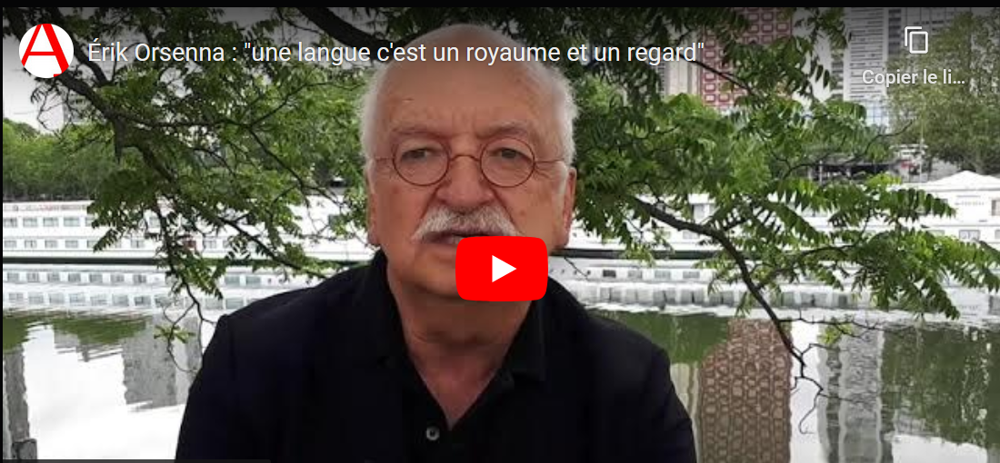 Érik Orsenna : "une langue c'est un royaume et un regard"
Copier le li...